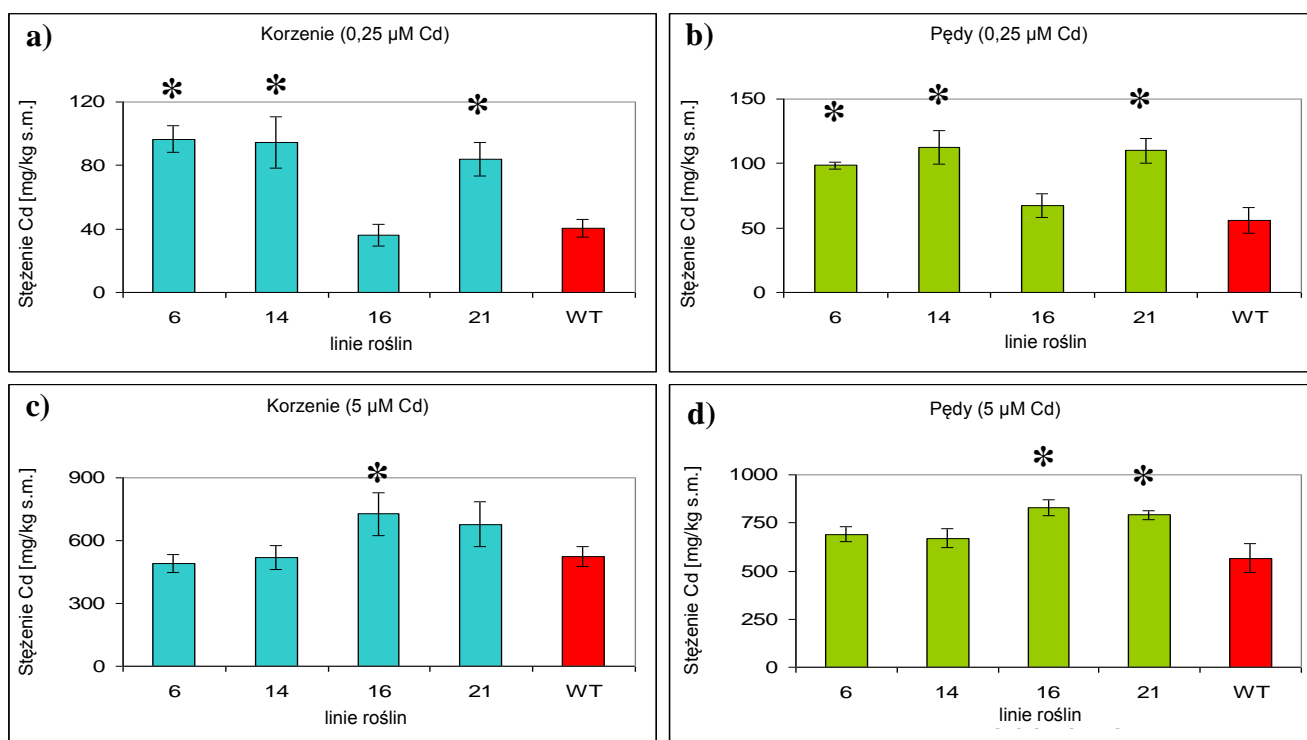 a)
Korzenie (0,25 µM Cd)
* * *
Stężenie Cd [mg/kg s.m.]
120
80
40
0
6 14 16 21 WT
linie roślin
b)
Pędy (0,25 µM Cd)
* * *
Stężenie Cd [mg/kg s.m.]
150
100
50
0
6 14 16 21 WT
linie roślin
c)
Korzenie (5 µM Cd)
*
Stężenie Cd [mg/kg s.m.]
900
600
300
0
6 14 16 21 WT
linie roślin
d)
Pędy (5 µM Cd)
* *
Stężenie Cd [mg/kg s.m.]
1000
750
500
250
0
6 14 16 21 WT
linie roślin